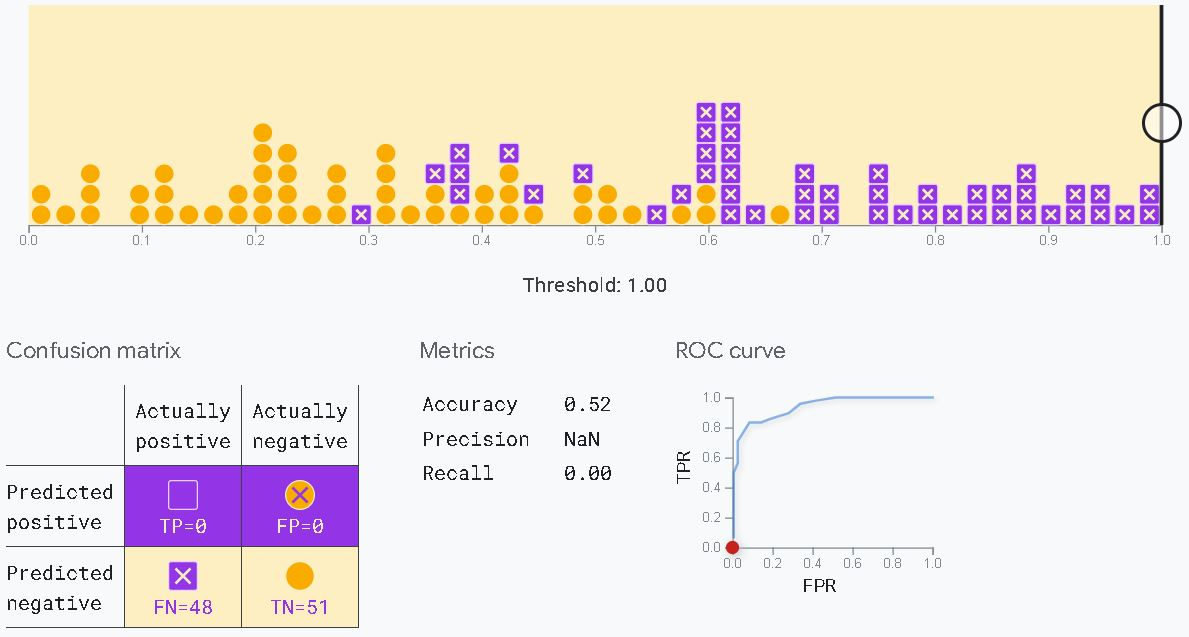 0.0 0.1 0.2 0.3 0.4 0.5 0.6 0.7 0.8 0.9 1.0
Threshold: 1.00
Confusion matrix
Actually positive
Actually negative
Predicted positive
TP=0
FP=0
Predicted negative
FN=48
TN=51
Metrics
Accuracy 0.52
Precision NaN
Recall 0.00
ROC curve
TPR
1.0
0.8
0.6
0.4
0.2
0.0
0.0 0.2 0.4 0.6 0.8 1.0
FPR